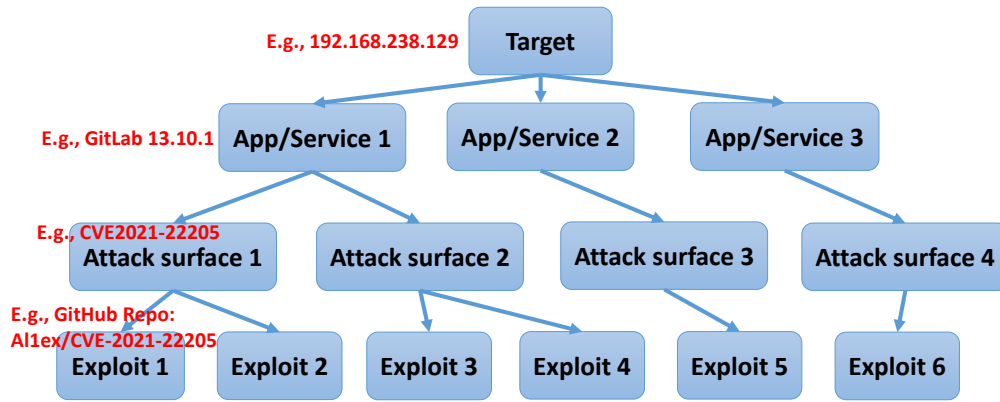 E.g., 192.168.238.129
Target
E.g., GitLab 13.10.1
App/Service 1
App/Service 2
App/Service 3
E.g., CVE2021-22205
Attack surface 1
Attack surface 2
Attack surface 3
Attack surface 4
E.g., GitHub Repo:
Al1ex/CVE-2021-22205
Exploit 1
Exploit 2
Exploit 3
Exploit 4
Exploit 5
Exploit 6